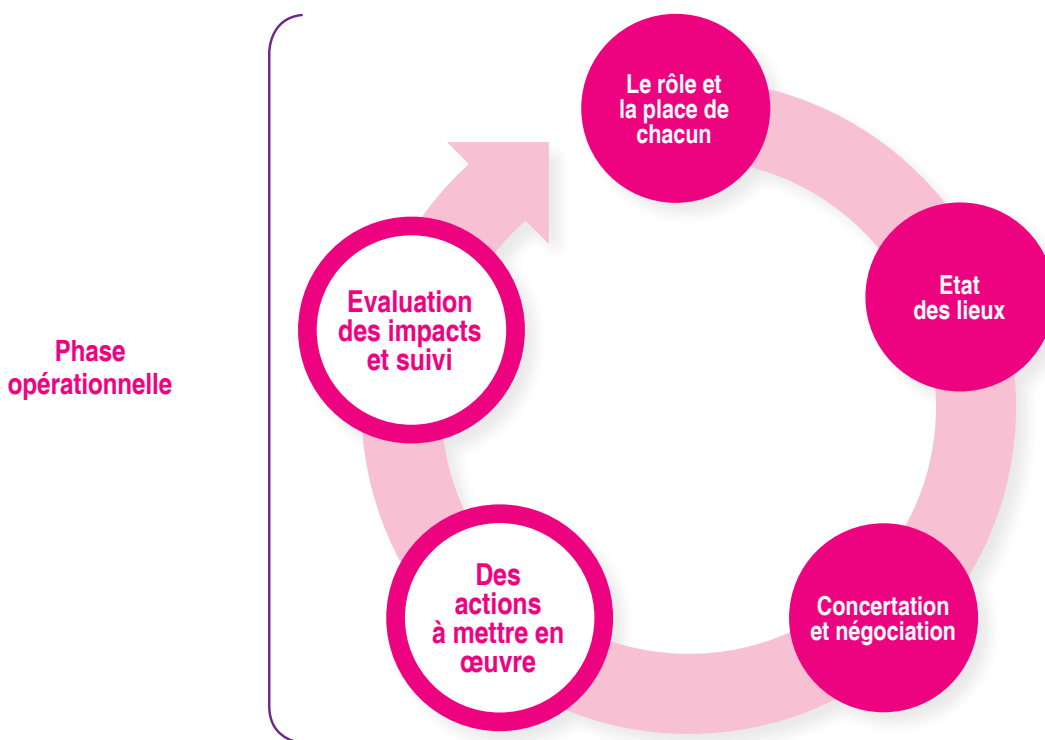 Phase
opérationnelle
Le rôle et
la place de
chacun
Etat
des lieux
Concertation
et négociation
Des
actions
à mettre en
œuvre
Evaluation
des impacts
et suivi